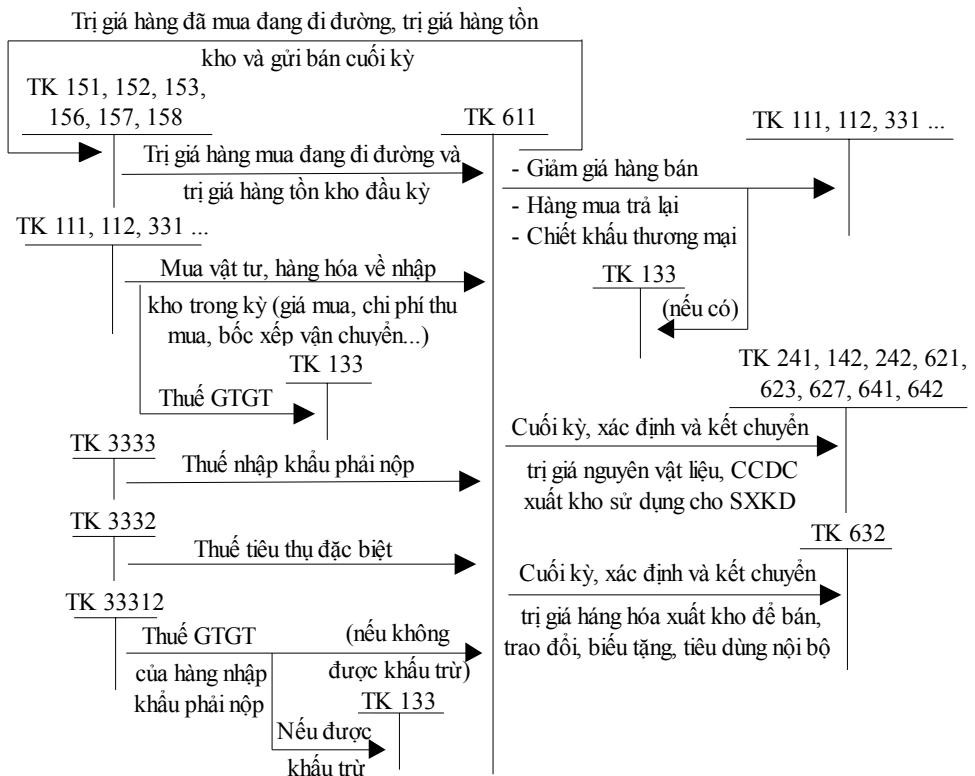 Trị giá hàng đã mua đang đi đường, trị giá hàng tồn
kho và gửi bán cuối kỳ
TK 151, 152, 153,
156, 157, 158
TK 611
TK 111, 112, 331 ...
Trị giá hàng mua đang đi đường và
trị giá hàng tồn kho đầu kỳ
- Giảm giá hàng bán
- Hàng mua trả lại
- Chiết khấu thương mại
TK 111, 112, 331 ...
Mua vật tư, hàng hóa về nhập
kho trong kỳ (giá mua, chi phí thu
mua, bốc xếp vận chuyển...)
TK 133
(nếu có)
TK 133
Thuế GTGT
TK 241, 142, 242, 621,
623, 627, 641, 642
TK 3333
Thuế nhập khẩu phải nộp
Cuối kỳ, xác định và kết chuyển
trị giá nguyên vật liệu, CCDC
xuất kho sử dụng cho SXKD
TK 3332
Thuế tiêu thụ đặc biệt
TK 632
Cuối kỳ, xác định và kết chuyển
trị giá háng hóa xuất kho để bán,
trao đổi, biếu tặng, tiêu dùng nội bộ
TK 33312
Thuế GTGT
của hàng nhập
khẩu phải nộp
(nếu không
được khấu trừ)
TK 133
Nếu được
khấu trừ